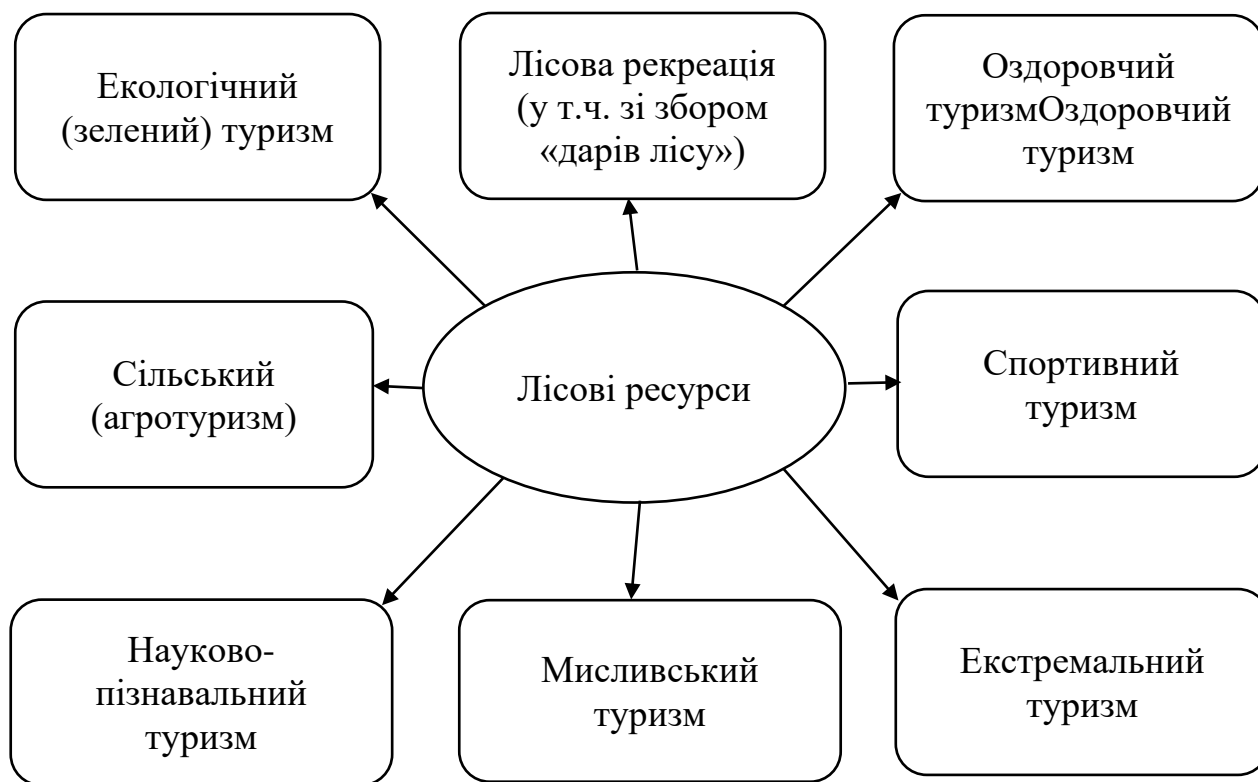 Екологічний
(зелений) туризм
Лісова рекреація
(у т.ч. зі збором
«дарів лісу»)
Оздоровчий
туризмОздоровчий
туризм
Сільський
(агротуризм)
Лісові ресурси
Спортивний
туризм
Науково-
пізнавальний
туризм
Мисливський
туризм
Екстремальний
туризм